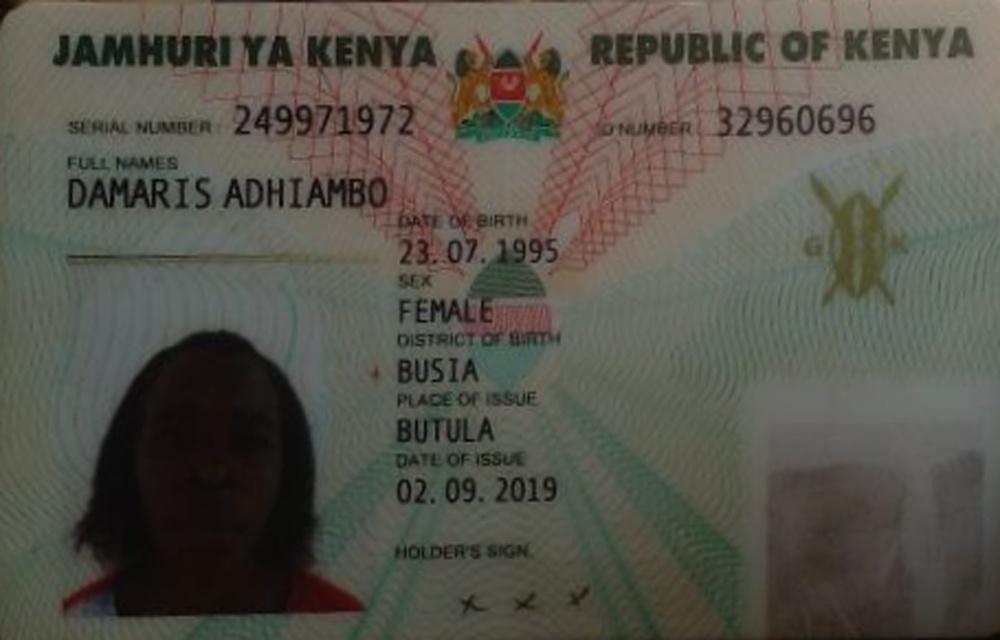 JAMHURI YA KENYA REPUBLIC OF KENYA
SERIAL NUMBER : 249971972 ID NUMBER : 32960696
FULL NAMES
DAMARIS ADHIAMBO
DATE OF BIRTH
23. 07. 1995
SEX
FEMALE
DISTRICT OF BIRTH
BUSIA
PLACE OF ISSUE
BUTULA
DATE OF ISSUE
02. 09. 2019
HOLDER'S SIGN.
x x x
G K